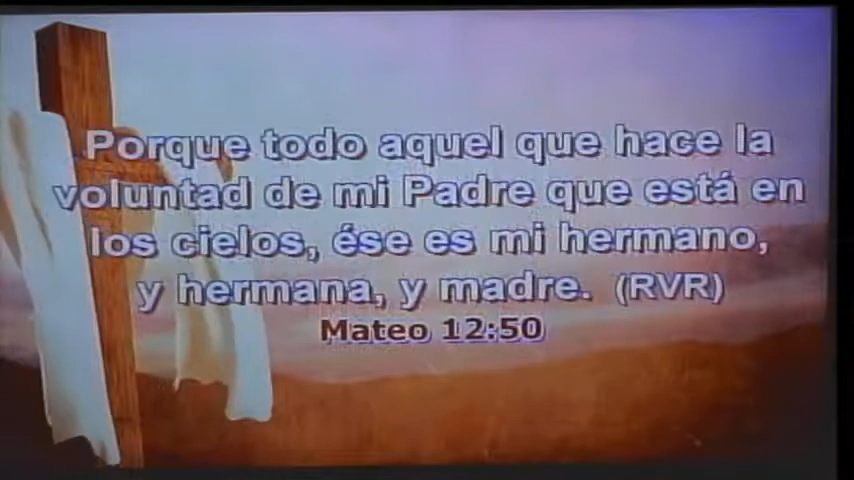 Porque todo aquel que hace la
voluntad de mi Padre que está en
los cielos, ése es mi hermano,
y hermana, y madre. (RVR)
Mateo 12:50